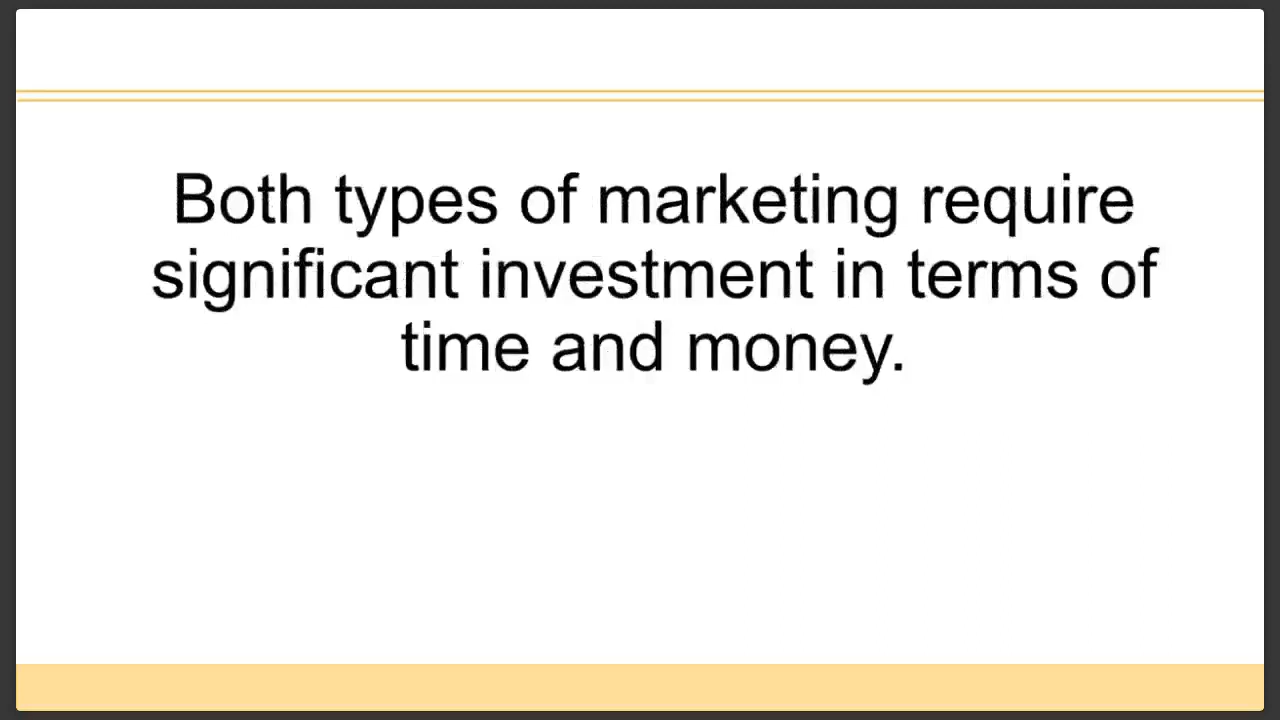 Both types of marketing require
significant investment in terms of
time and money.